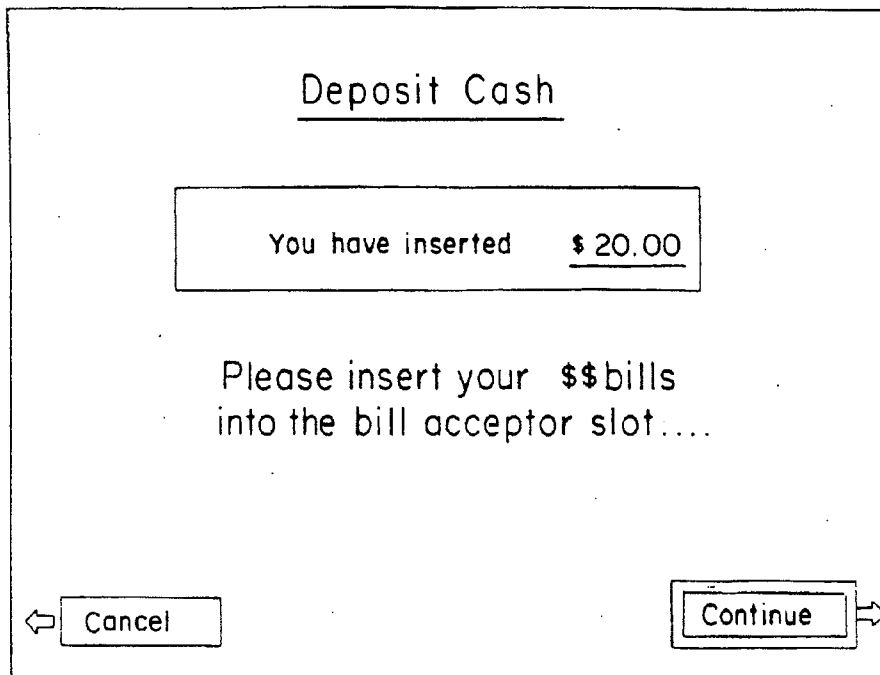 Deposit Cash
You have inserted $ 20.00
Please insert your $$bills
into the bill acceptor slot....
Cancel
Continue